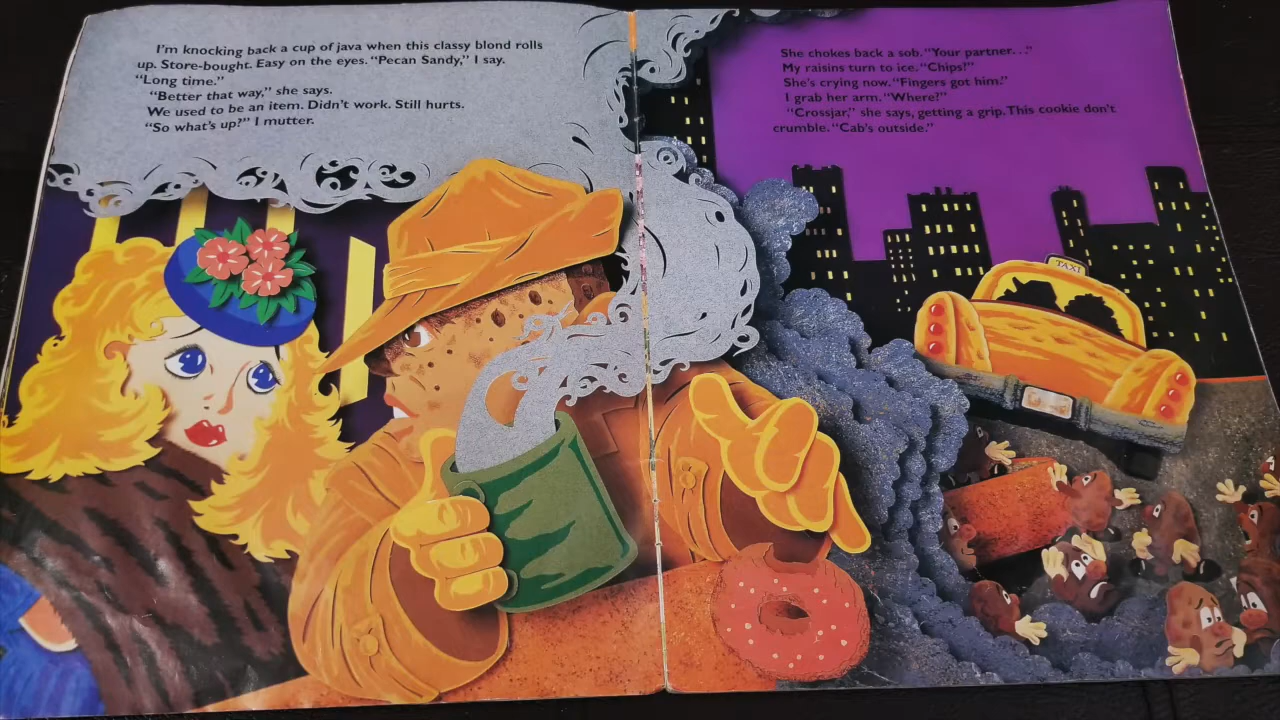 I'm knocking back a cup of java when this classy blond rolls
up. Store-bought. Easy on the eyes. "Pecan Sandy," I say.
"Long time."
"Better that way," she says.
We used to be an item. Didn't work. Still hurts.
"So what's up?" I mutter.
She chokes back a sob. "Your partner. . ."
My raisins turn to ice. "Chips?"
She's crying now. "Fingers got him."
I grab her arm. "Where?"
"Crossjar," she says, getting a grip. This cookie don't
crumble. "Cab's outside."
TAXI